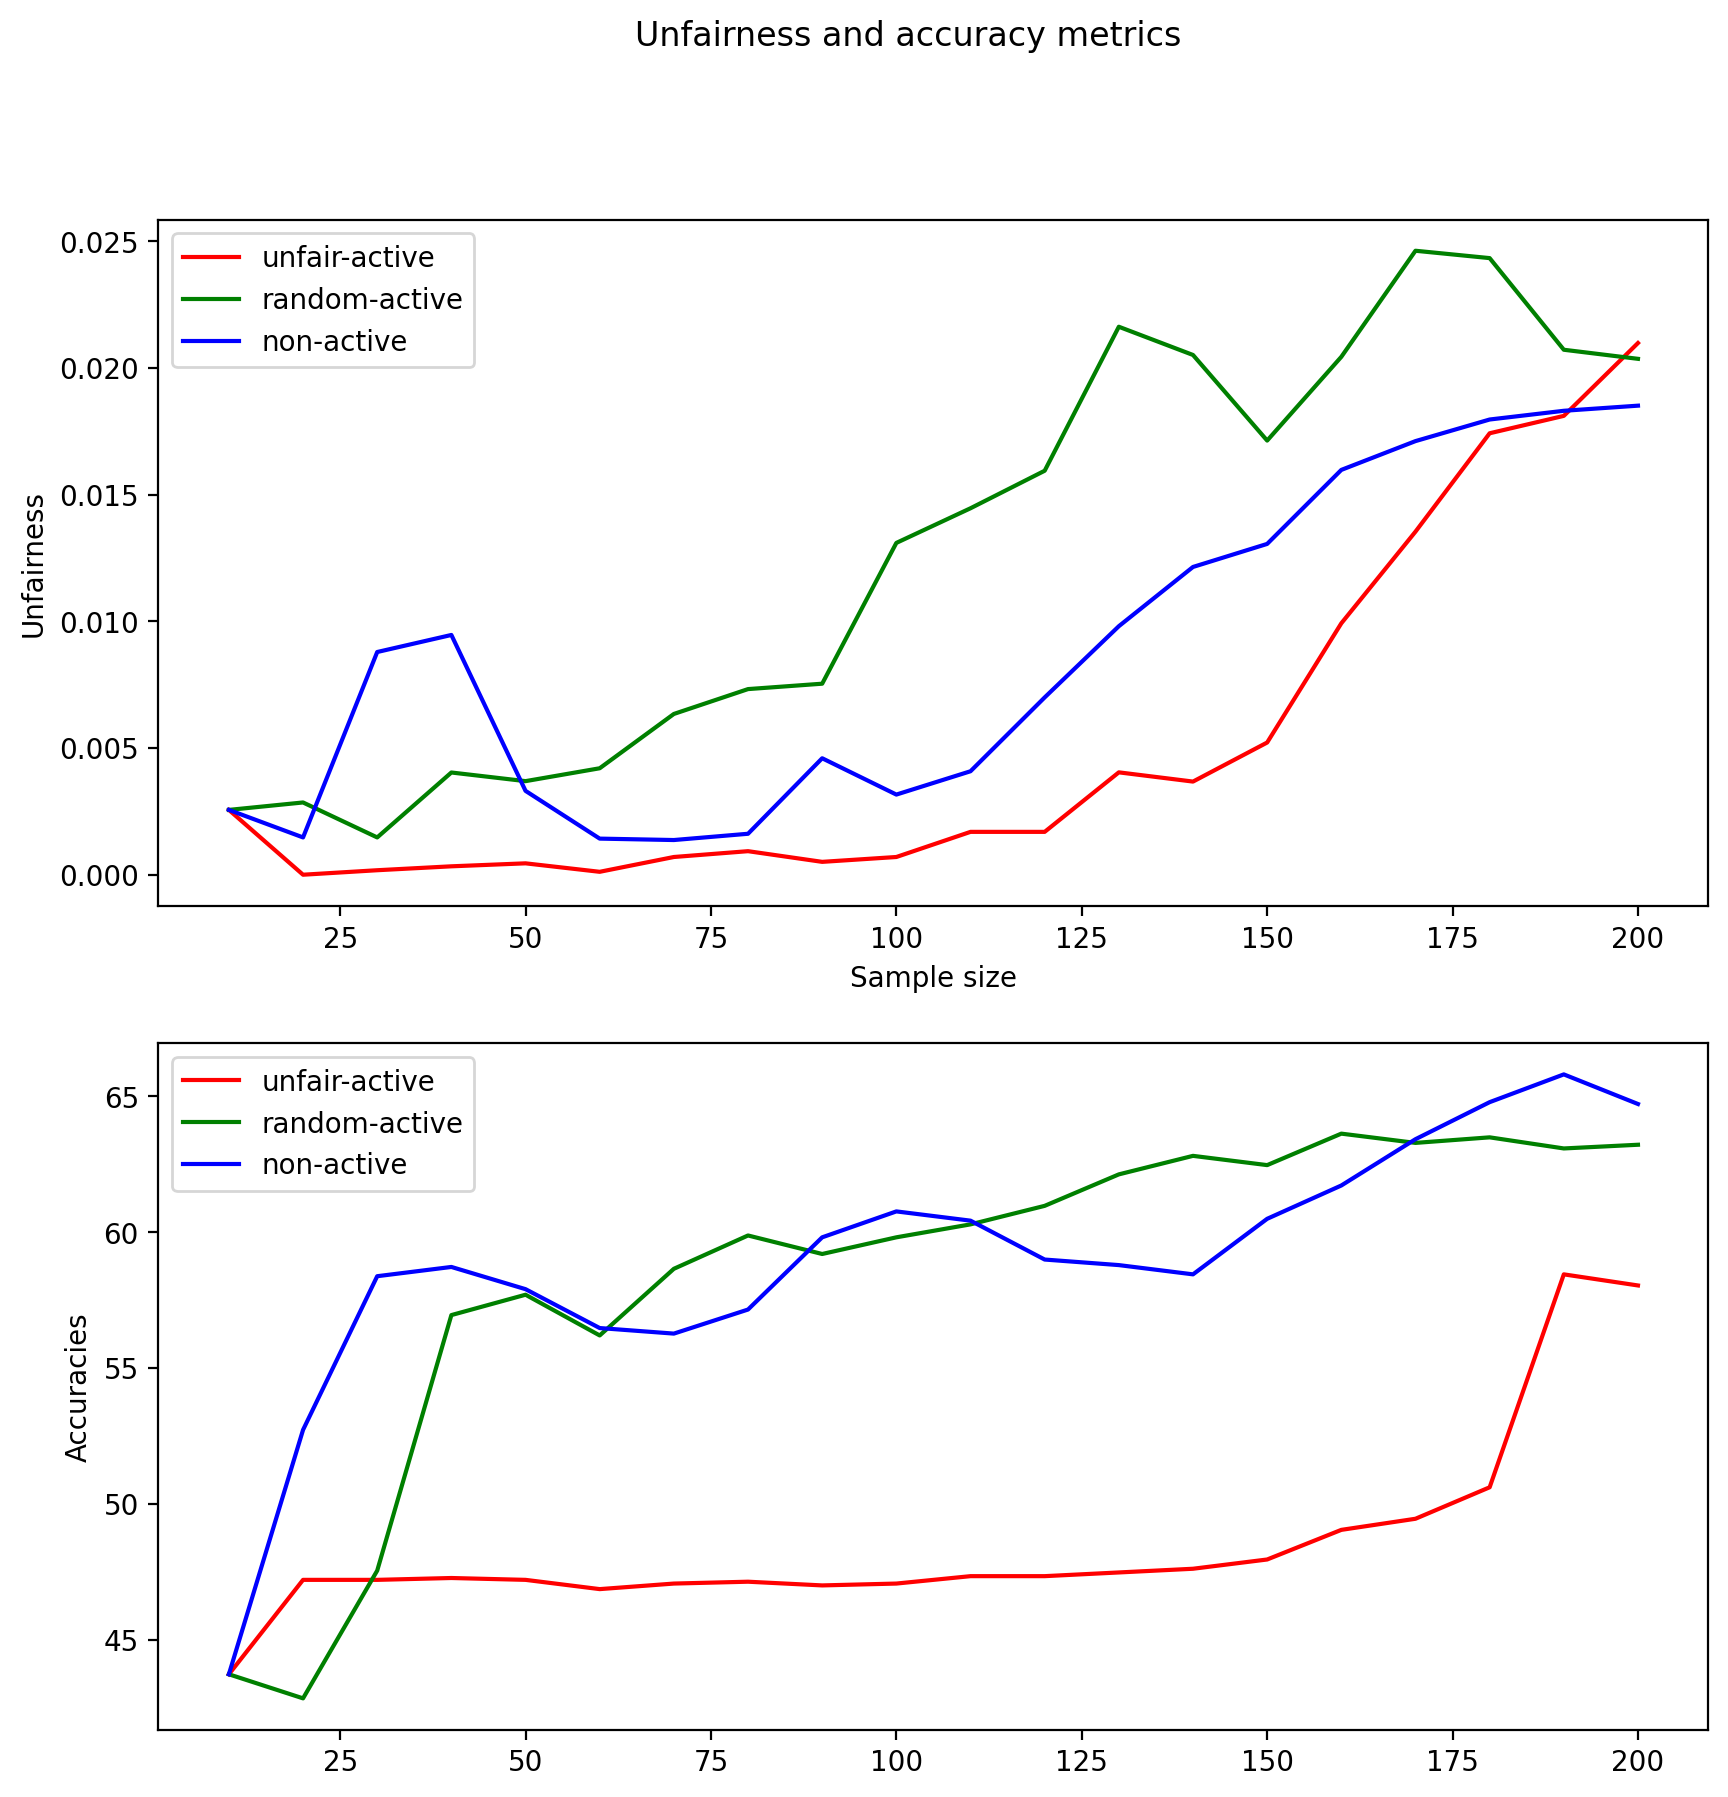 Unfairness and accuracy metrics
unfair-active
random-active
non-active
0.025
0.020
0.015
0.010
0.005
0.000
Unfairness
25 50 75 100 125 150 175 200
Sample size
unfair-active
random-active
non-active
65
60
55
50
45
Accuracies
25 50 75 100 125 150 175 200